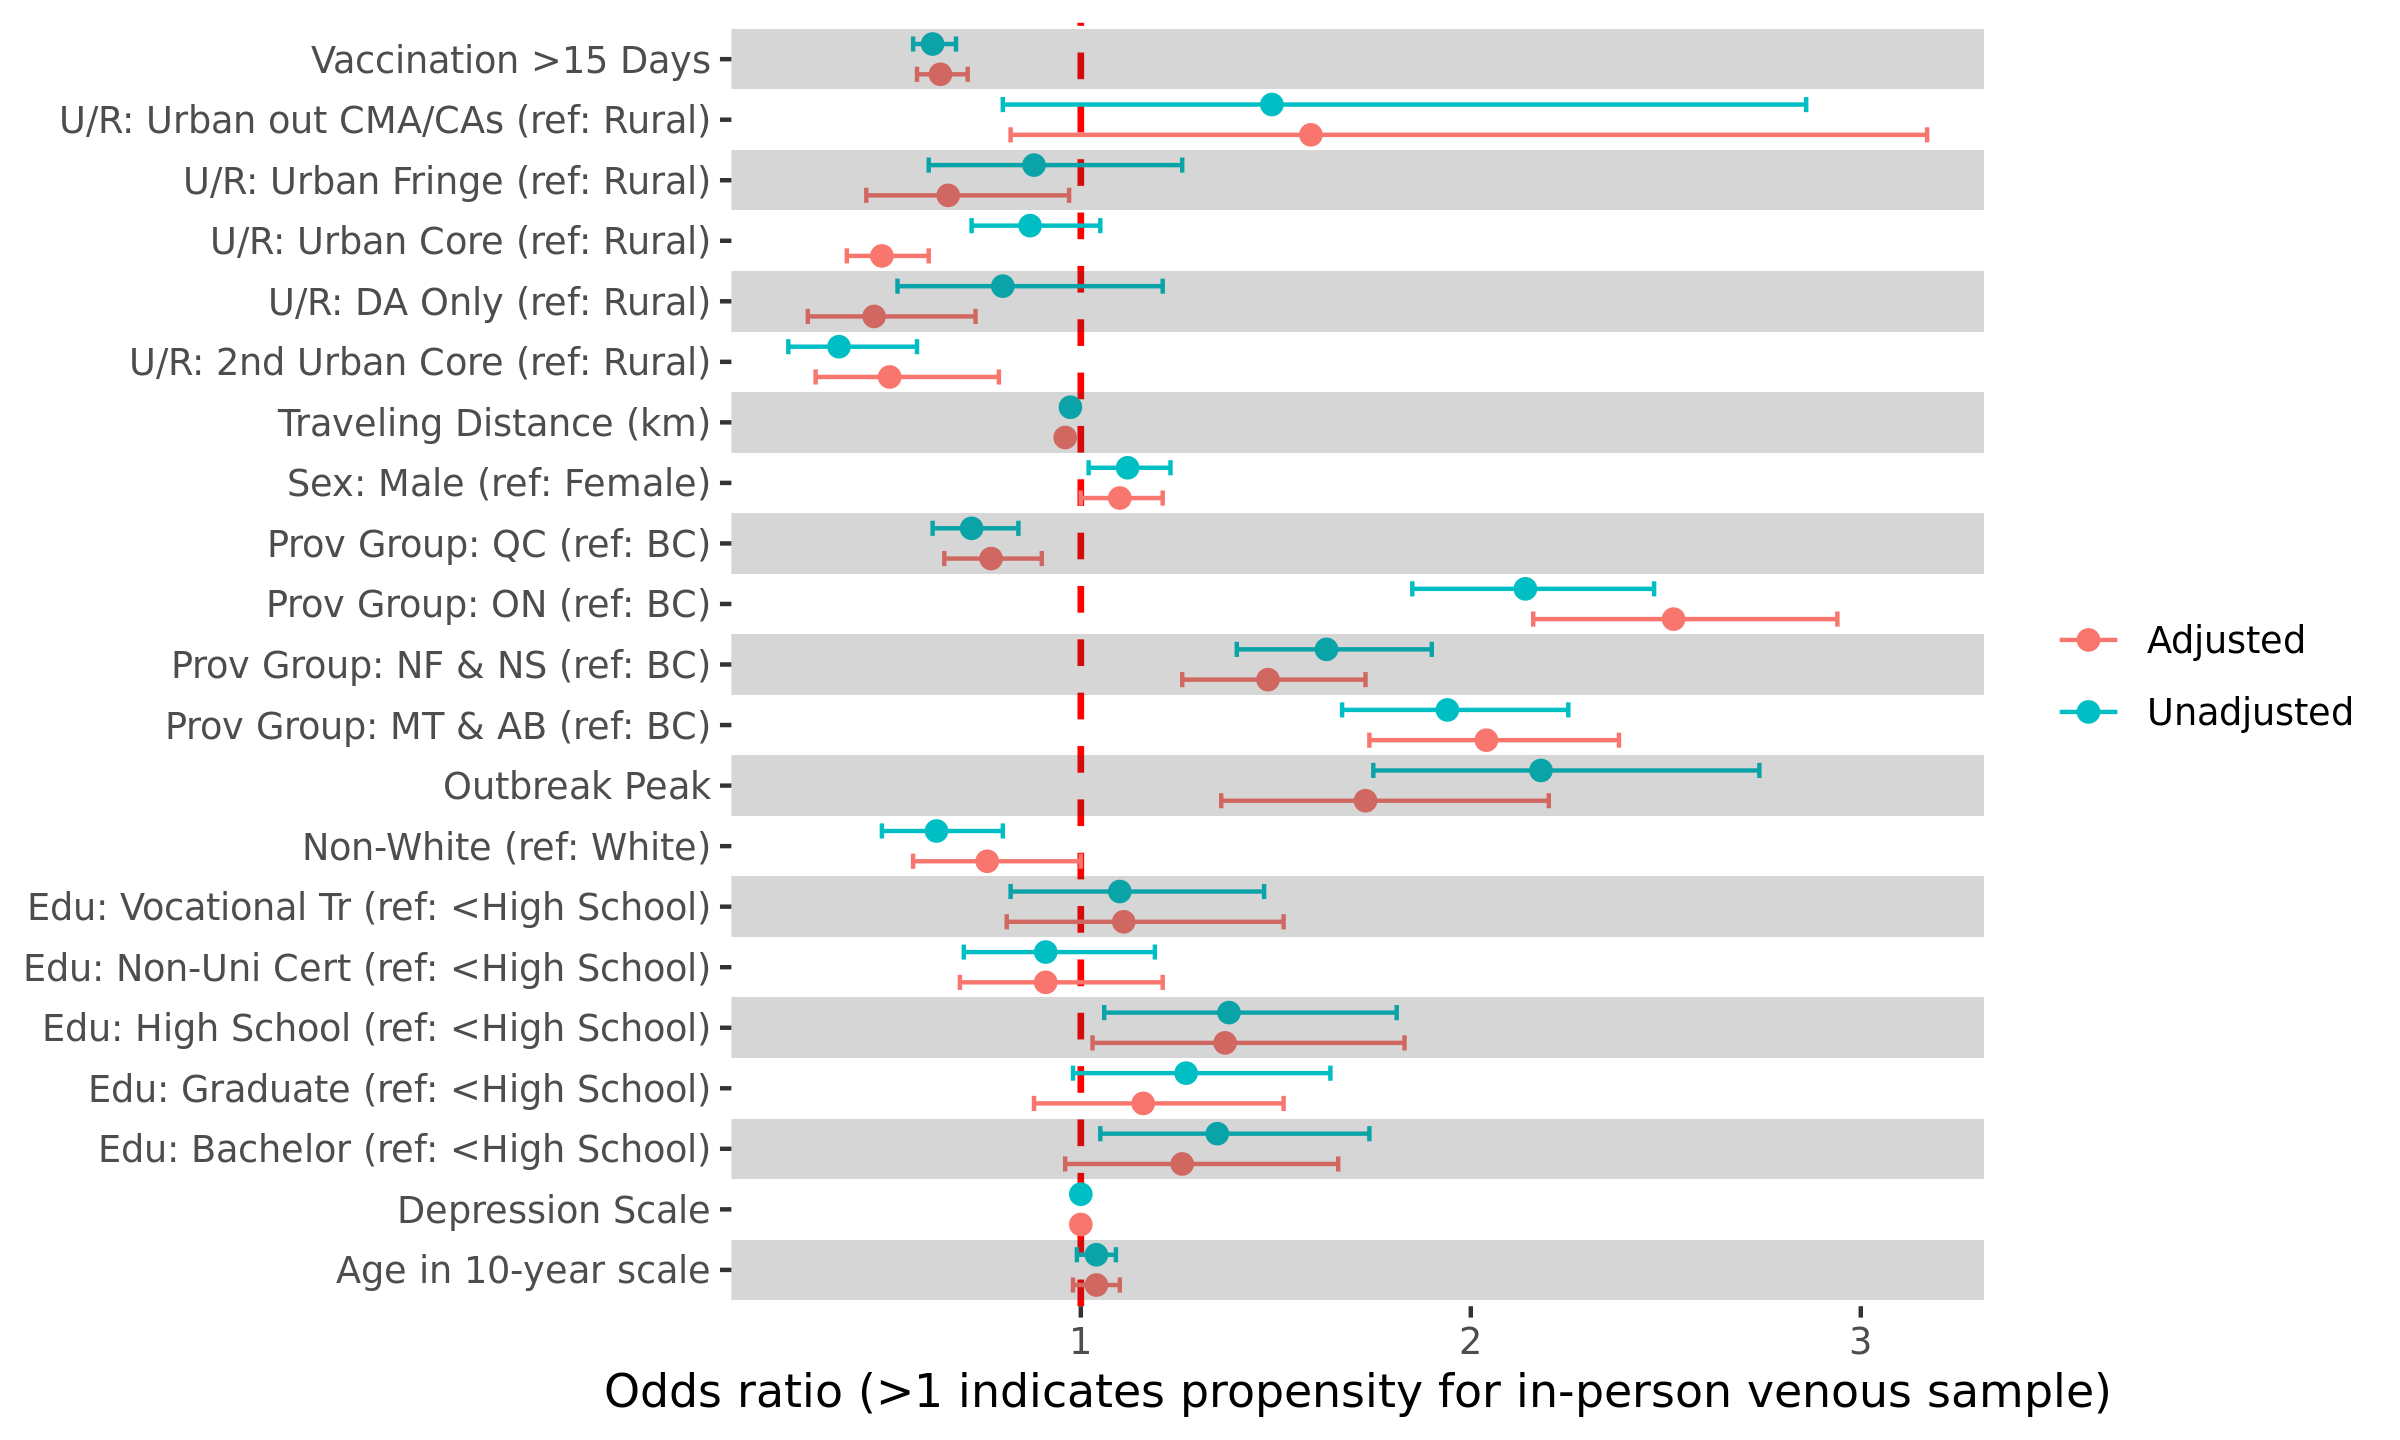 Vaccination >15 Days
U/R: Urban out CMA/CAs (ref: Rural)
U/R: Urban Fringe (ref: Rural)
U/R: Urban Core (ref: Rural)
U/R: DA Only (ref: Rural)
U/R: 2nd Urban Core (ref: Rural)
Traveling Distance (km)
Sex: Male (ref: Female)
Prov Group: QC (ref: BC)
Prov Group: ON (ref: BC)
Prov Group: NF & NS (ref: BC)
Prov Group: MT & AB (ref: BC)
Outbreak Peak
Non-White (ref: White)
Edu: Vocational Tr (ref: <High School)
Edu: Non-Uni Cert (ref: <High School)
Edu: High School (ref: <High School)
Edu: Graduate (ref: <High School)
Edu: Bachelor (ref: <High School)
Depression Scale
Age in 10-year scale
1 2 3
Odds ratio (>1 indicates propensity for in-person venous sample)
Adjusted
Unadjusted